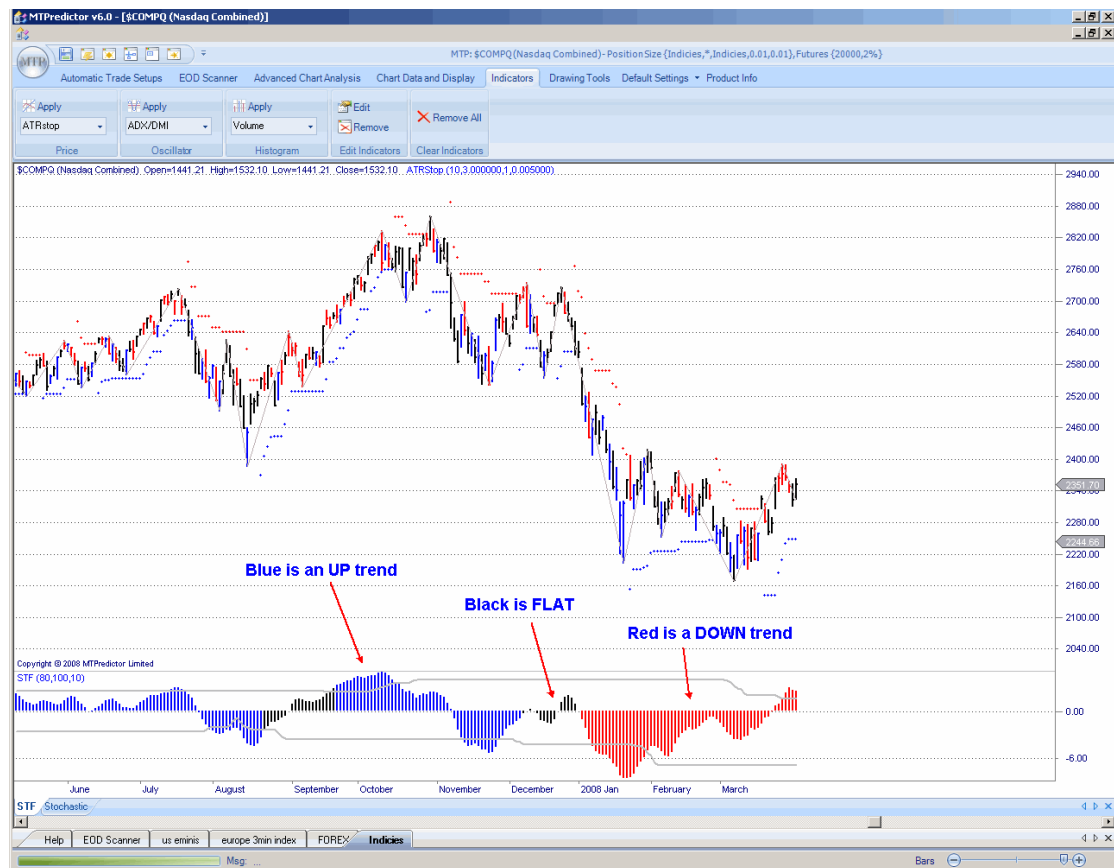 MTPredictor v6.0 - [$COMPQ (Nasdaq Combined)]
MTP
MTP: $COMPQ(Nasdaq Combined)- Position Size {Indicies,*,Indicies,0.01,0.01},Futures {20000,2%}
Automatic Trade Setups EOD Scanner Advanced Chart Analysis Chart Data and Display Indicators Drawing Tools Default Settings Product Info
Apply Apply Apply Edit Remove All
ATRstop ADX/DMI Volume Remove
Price Oscillator Histogram Edit Indicators Clear Indicators
$COMPQ (Nasdaq Combined) Open=1441.21 High=1532.10 Low=1441.21 Close=1532.10 ATRStop (10,3.000000,1,0.005000)
2940.00
2880.00
2820.00
2760.00
2700.00
2640.00
2580.00
2520.00
2460.00
2400.00
2351.70
2340.00
2280.00
2244.66
2220.00
2160.00
2100.00
2040.00
Blue is an UP trend
Black is FLAT
Red is a DOWN trend
Copyright © 2008 MTPredictor Limited
STF (80,100,10)
0.00
-6.00
June July August September October November December 2008 Jan February March
STF Stochastic
Help EOD Scanner us eminis europe 3min index FOREX Indicies
Msg: ... Bars